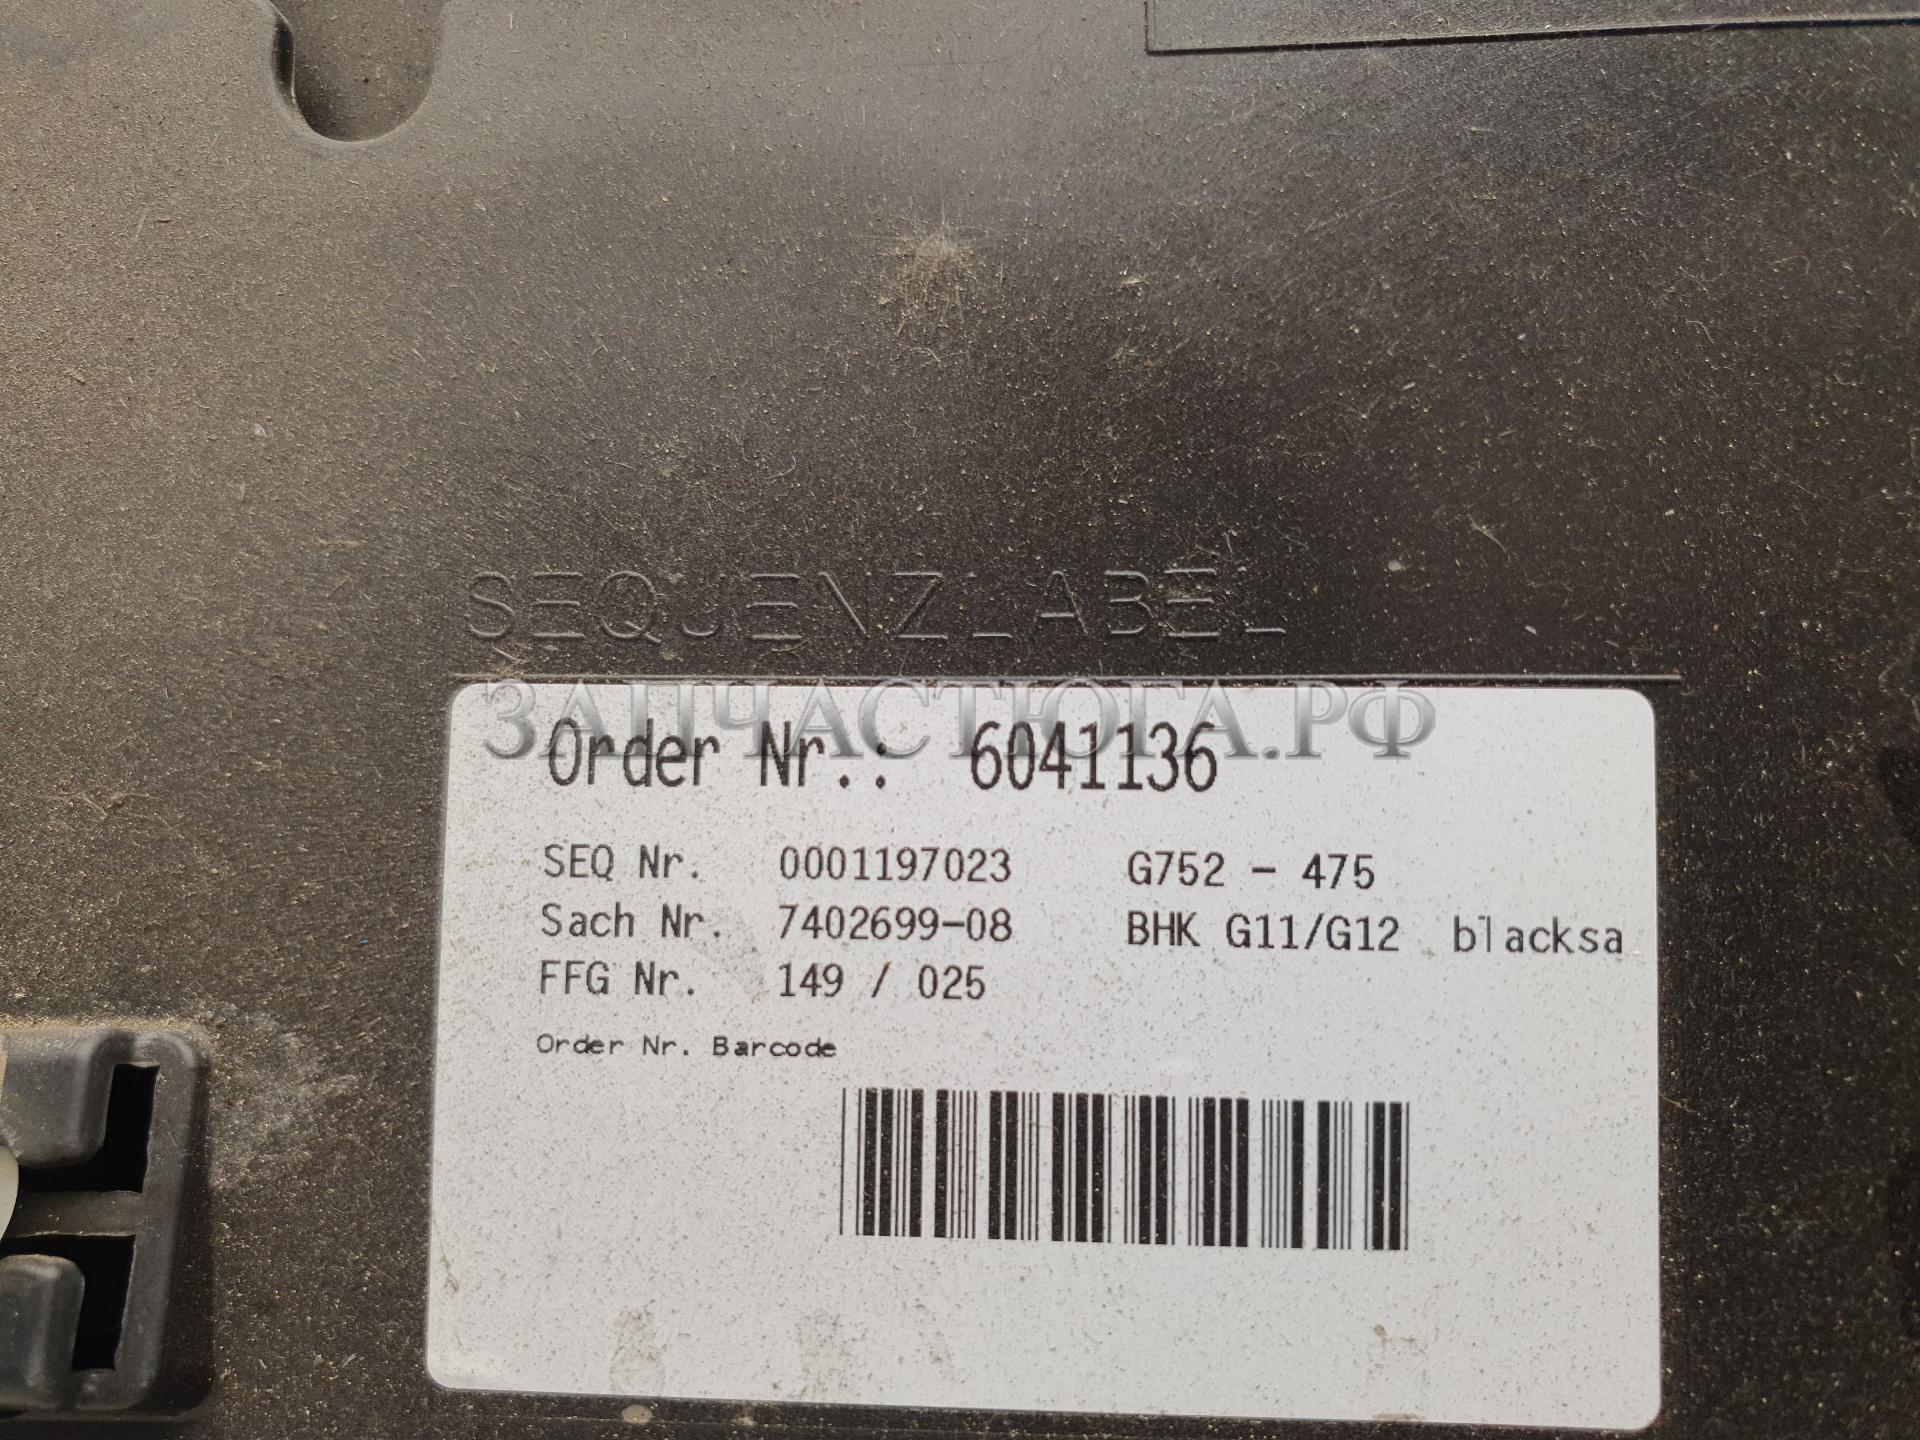 SEQUENZLABEL
ЗАПЧАСТЮГА.РФ
Order Nr.: 6041136
SEQ Nr. 0001197023 G752 - 475
Sach Nr. 7402699-08 BHK G11/G12 blacksa
FFG Nr. 149 / 025
Order Nr. Barcode